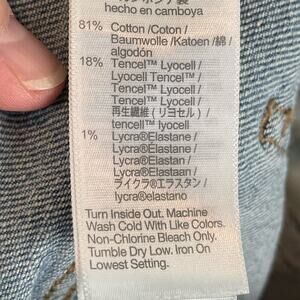 hecho en camboya
81% Cotton /Coton /
Baumwolle /Katoen /綿 /
algodón
18% Tencel™ Lyocell /
Lyocell Tencel™ /
Tencel™ Lyocell /
Tencel™ Lyocell /
再生繊維 (リヨセル) /
tencell™ lyocell
1% Lycra®Elastane /
Lycra®Élasthanne /
Lycra®Elastan /
Lycra®Elastaan /
ライクラ®エラスタン /
lycra®elastano
Turn Inside Out. Machine
Wash Cold With Like Colors.
Non-Chlorine Bleach Only.
Tumble Dry Low. Iron On
Lowest Setting.